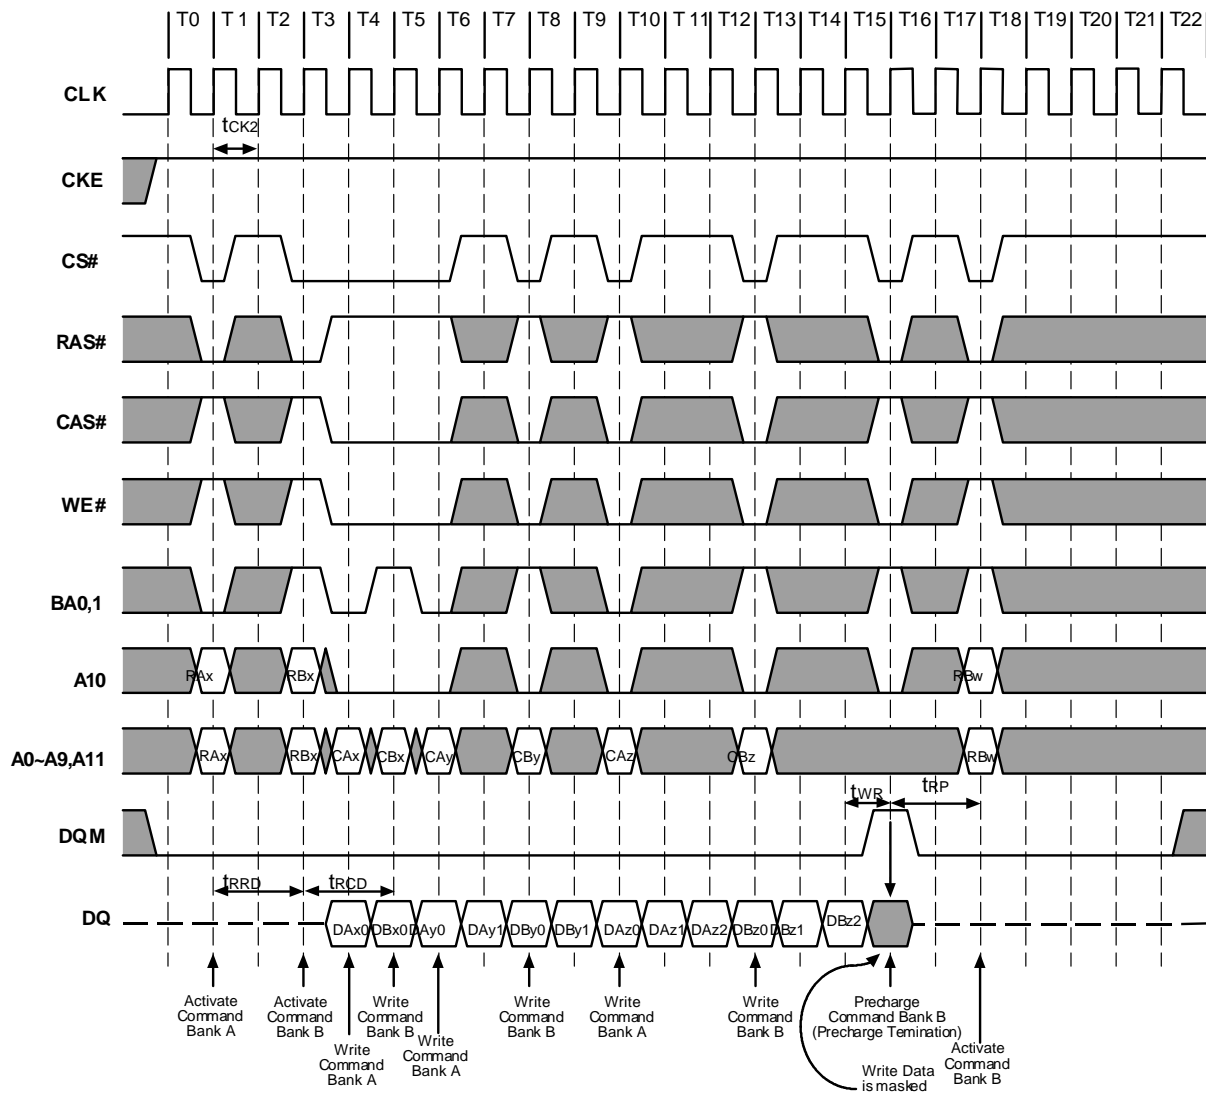 T0 T 1 T2 T3 T4 T5 T6 T7 T8 T9 T10 T 11 T12 T13 T14 T15 T16 T17 T18 T19 T20 T21 T22
CLK
tCK2
CKE
CS#
RAS#
CAS#
WE#
BA0,1
A10
RAx RBx RBw
A0~A9,A11
RAx RBx CAx CBx CAy CBy CAz CBz RBw
tWR tRP
DQM
tRRD tRCD
DQ
DAx0 DBx0 DAy0 DAy1 DBy0 DBy1 DAz0 DAz1 DAz2 DBz0 DBz1 DBz2
Activate
Command
Bank A
Activate
Command
Bank B
Write
Command
Bank A
Write
Command
Bank B
Write
Command
Bank A
Write
Command
Bank B
Write
Command
Bank A
Write
Command
Bank B
Precharge
Command Bank B
(Precharge Temination)
Write Data
is masked
Activate
Command
Bank B